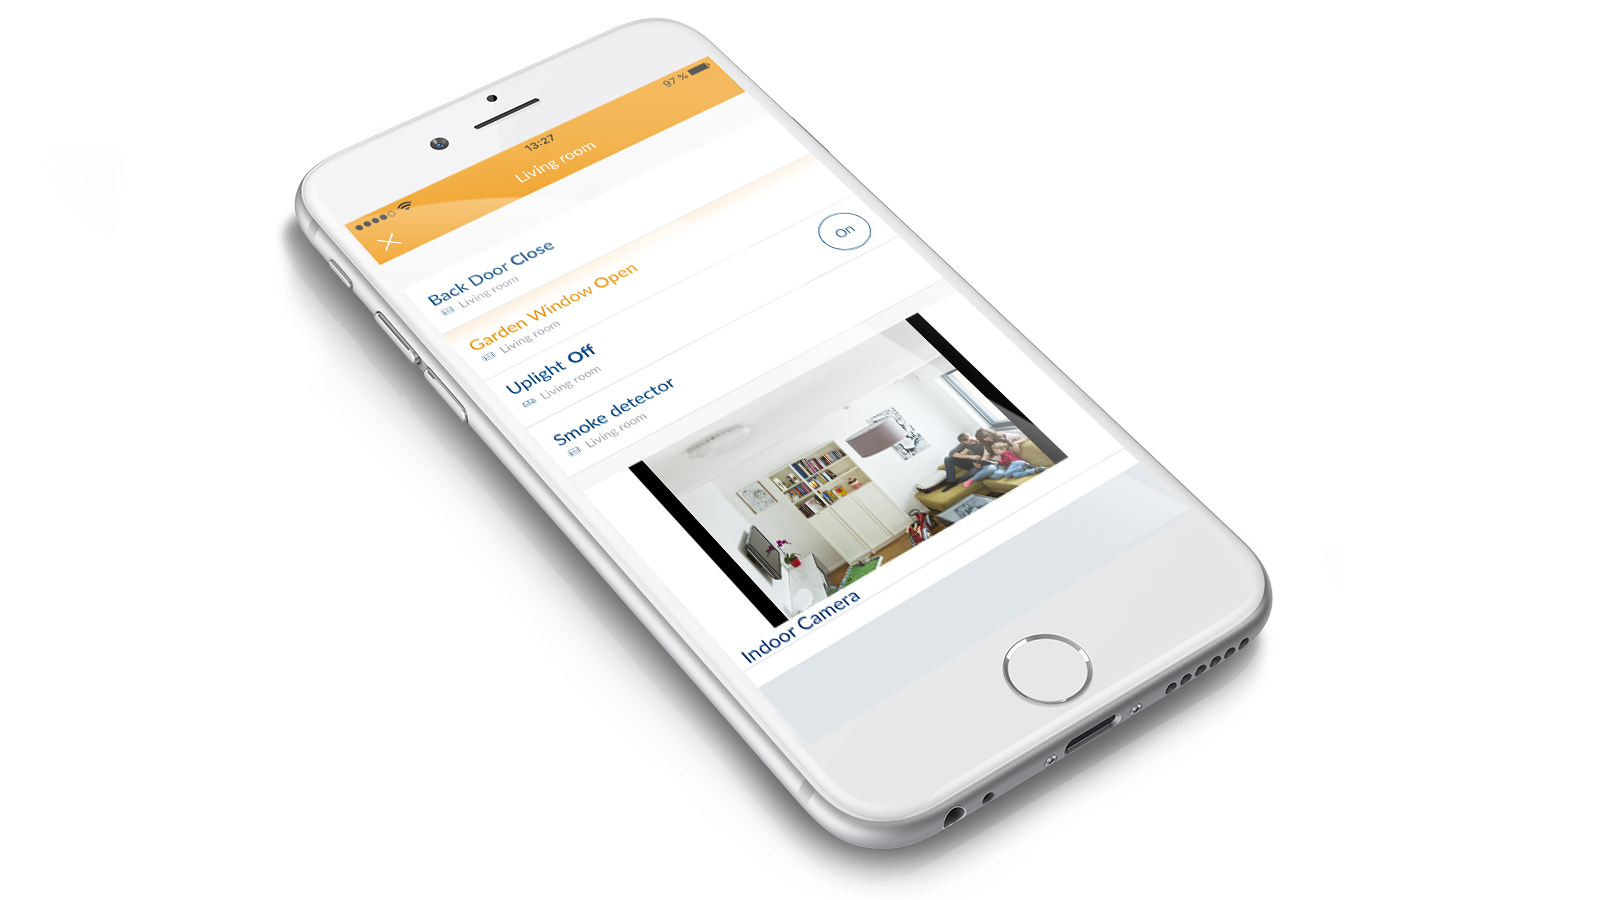 13:27
97 %
Living room
Back Door Close
Living room
Garden Window Open
Living room
Uplight Off
Living room
On
Smoke detector
Living room
Indoor Camera